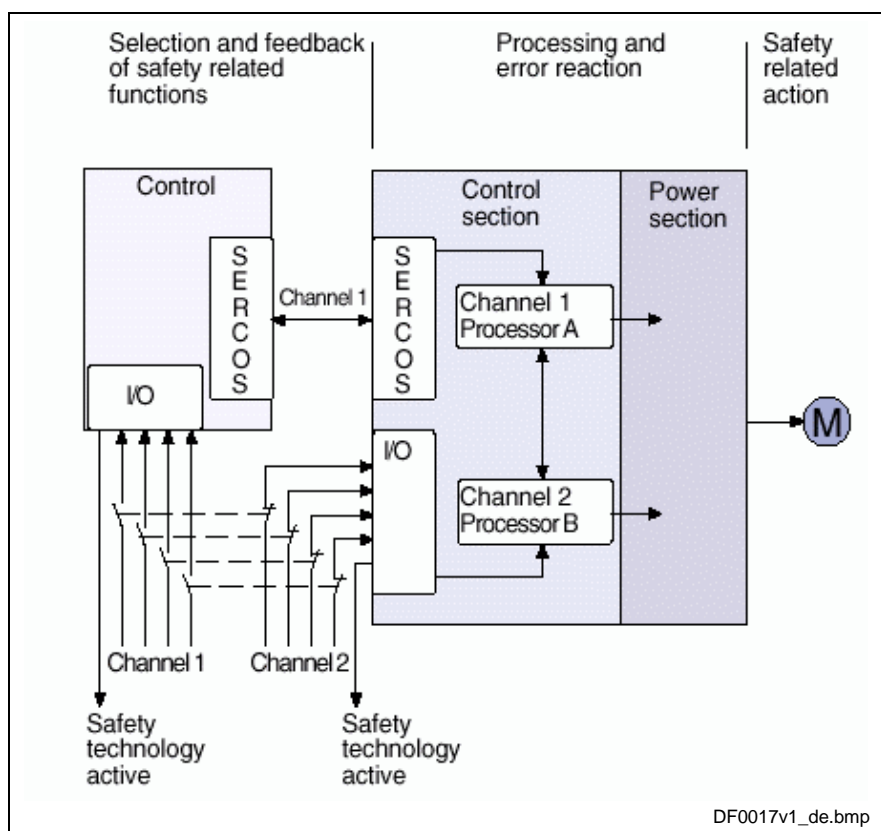 Selection and feedback
of safety related
functions
Processing and
error reaction
Safety
related
action
Control
SERCOS
I/O
Channel 1
Control
section
Power
section
SERCOS
Channel 1
Processor A
I/O
Channel 2
Processor B
M
Channel 1
Channel 2
Safety
technology
active
Safety
technology
active
DF0017v1_de.bmp